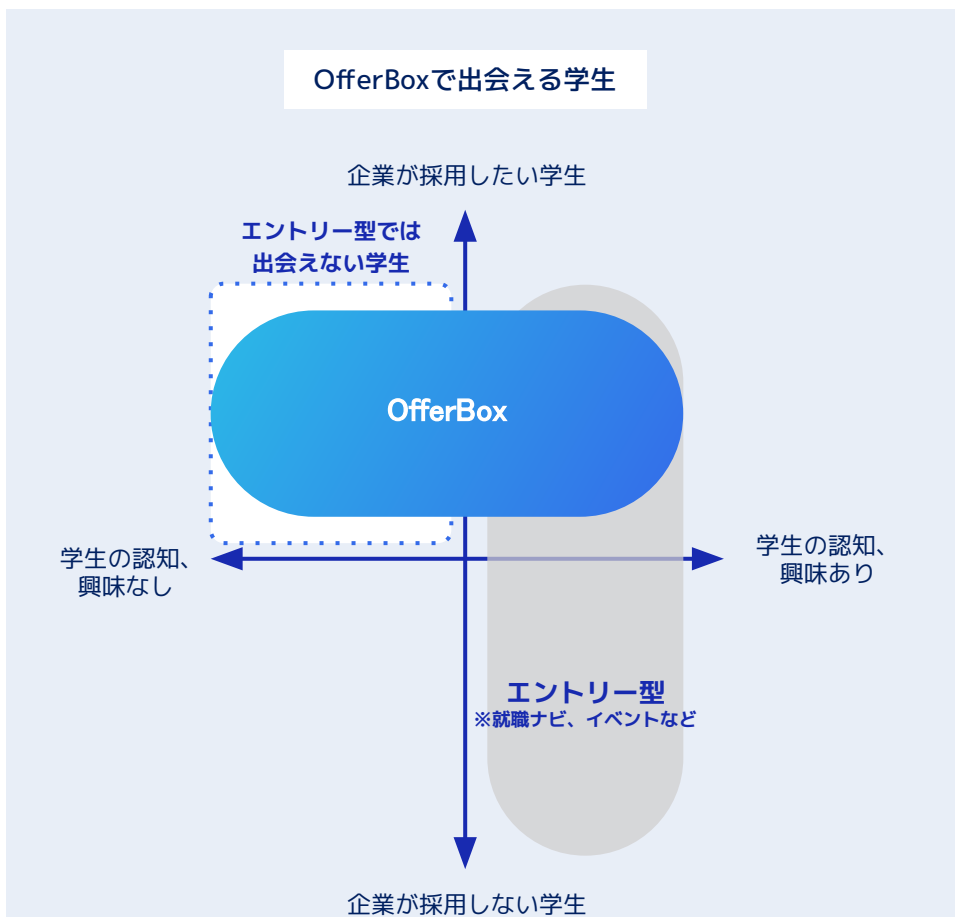 OfferBoxで出会える学生
企業が採用したい学生
エントリー型では
出会えない学生
OfferBox
学生の認知、
興味なし
学生の認知、
興味あり
エントリー型
※就職ナビ、イベントなど
企業が採用しない学生